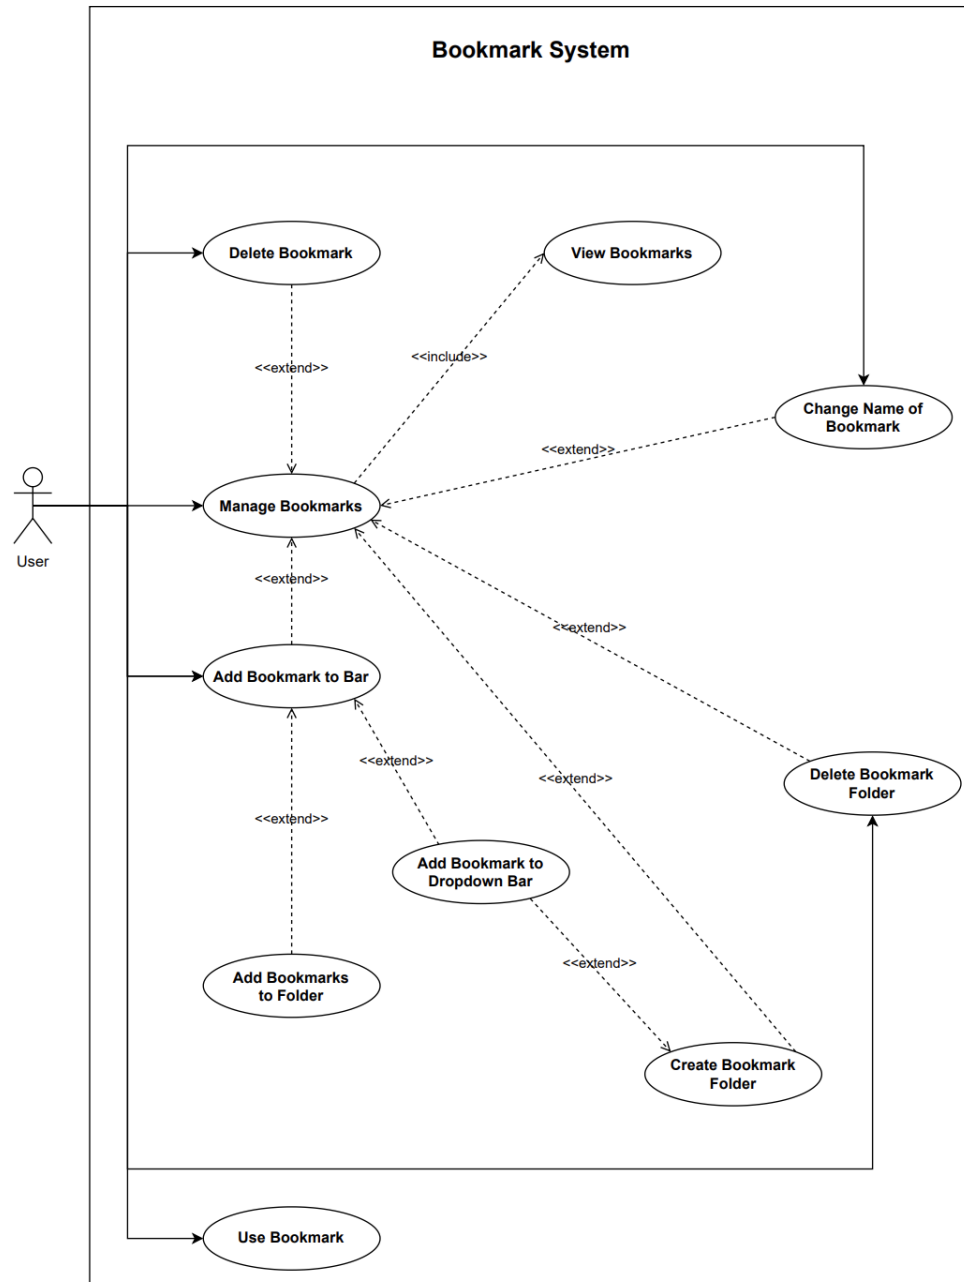 Bookmark System
Delete Bookmark
View Bookmarks
<<extend>>
<<include>>
Change Name of
Bookmark
<<extend>>
Manage Bookmarks
User
<<extend>>
<<extend>>
Add Bookmark to Bar
<<extend>>
<<extend>>
Delete Bookmark
Folder
<<extend>>
Add Bookmark to
Dropdown Bar
<<extend>>
Add Bookmarks
to Folder
Create Bookmark
Folder
Use Bookmark